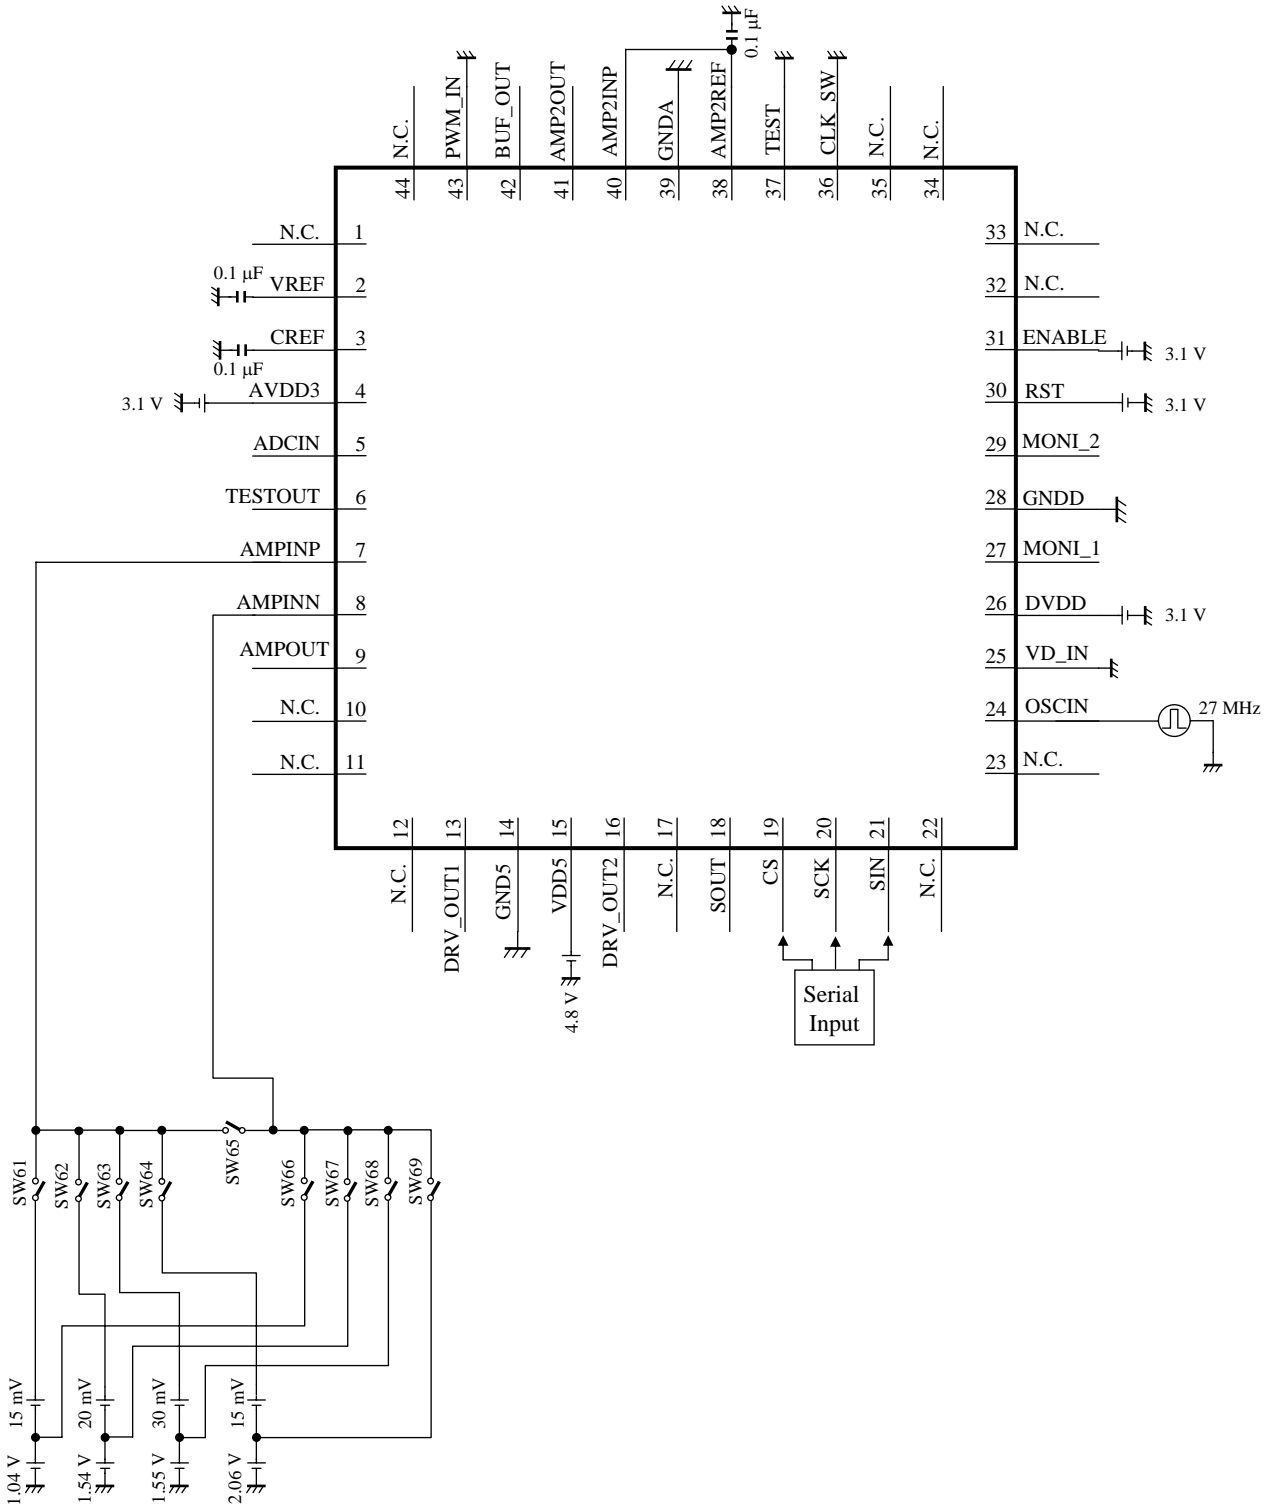 0.1 μF
N.C.
PWM_IN
BUF_OUT
AMP2OUT
AMP2INP
GNDA
AMP2REF
TEST
CLK_SW
N.C.
N.C.
44
43
42
41
40
39
38
37
36
35
34
N.C.
1
0.1 μF
VREF
2
CREF
3
0.1 μF
AVDD3
4
3.1 V
ADCIN
5
TESTOUT
6
AMPINP
7
AMPINN
8
AMPOUT
9
N.C.
10
N.C.
11
33
N.C.
32
N.C.
31
ENABLE
3.1 V
30
RST
3.1 V
29
MONI_2
28
GNDD
27
MONI_1
26
DVDD
3.1 V
25
VD_IN
24
OSCIN
27 MHz
23
N.C.
12
13
14
15
16
17
18
19
20
21
22
N.C.
DRV_OUT1
GND5
VDD5
DRV_OUT2
N.C.
SOUT
CS
SCK
SIN
N.C.
4.8 V
Serial
Input
SW61
SW62
SW63
SW64
SW65
SW66
SW67
SW68
SW69
15 mV
20 mV
30 mV
15 mV
1.04 V
1.54 V
1.55 V
2.06 V